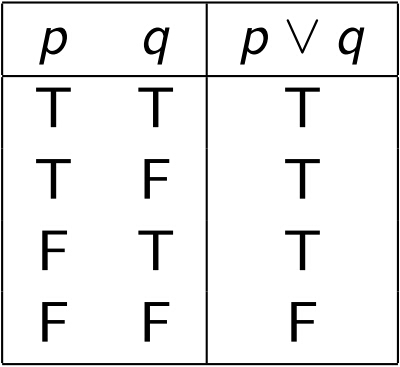 p q p ∨ q
T T T
T F T
F T T
F F F